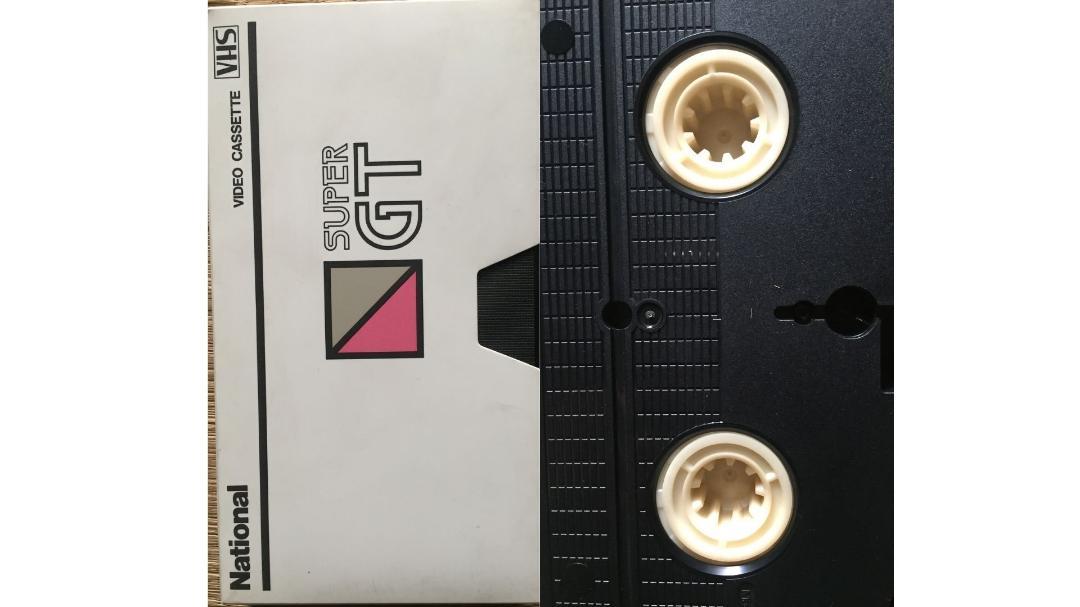 National
VIDEO CASSETTE
VHS
SUPER
GT